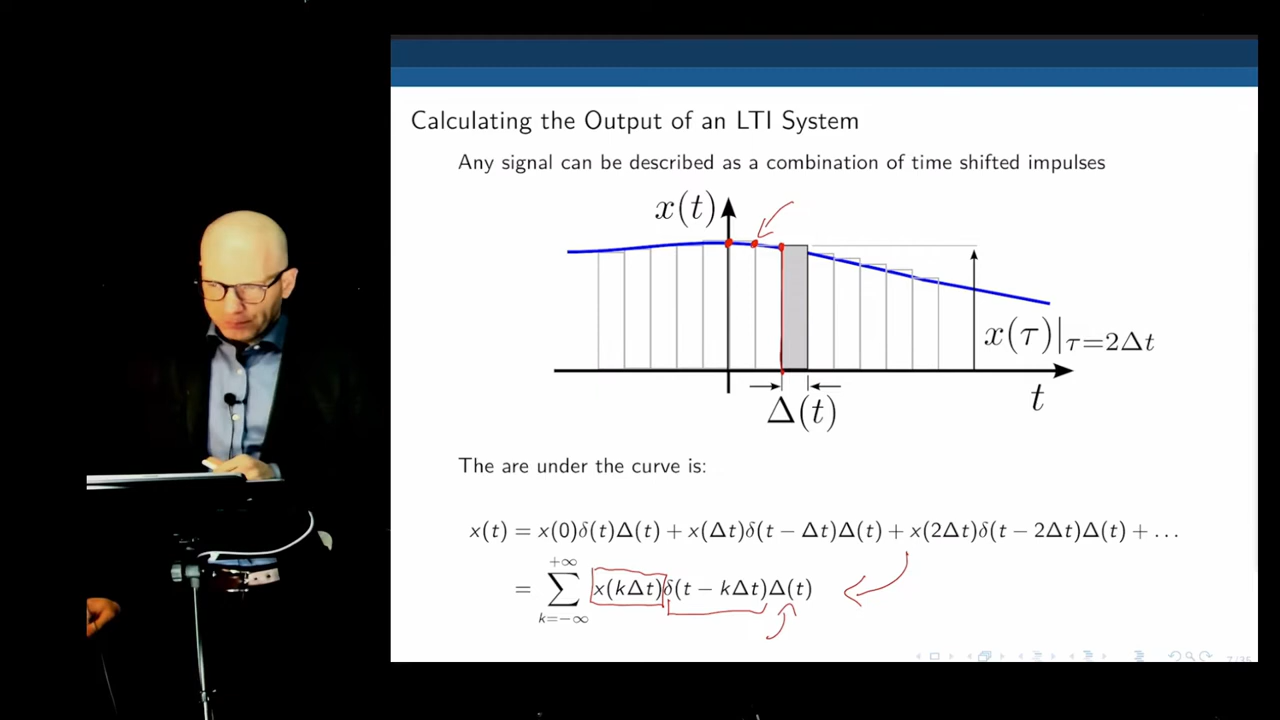 Calculating the Output of an LTI System
Any signal can be described as a combination of time shifted impulses
x(t)
x(τ)|τ=2Δt
Δ(t)
t
The are under the curve is:
x(t) = x(0)δ(t)Δ(t) + x(Δt)δ(t − Δt)Δ(t) + x(2Δt)δ(t − 2Δt)Δ(t) + ...
= ∑ k=−∞ +∞ x(kΔt)δ(t − kΔt)Δ(t)